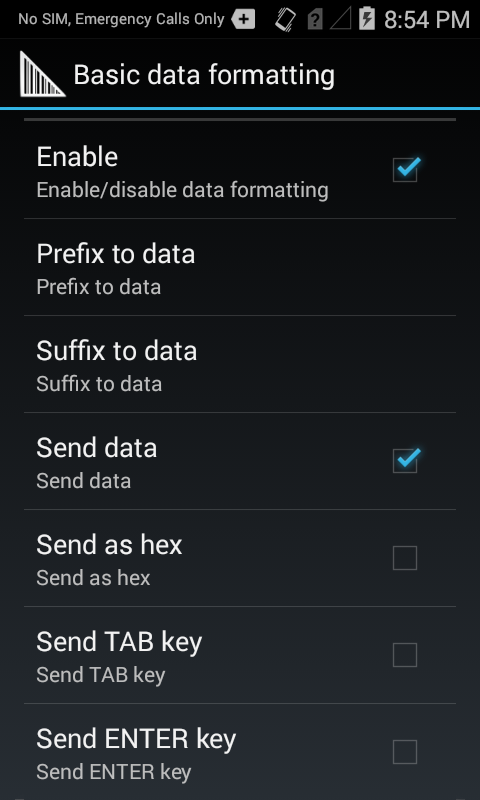 No SIM, Emergency Calls Only
8:54 PM
Basic data formatting
Enable
Enable/disable data formatting
Prefix to data
Prefix to data
Suffix to data
Suffix to data
Send data
Send data
Send as hex
Send as hex
Send TAB key
Send TAB key
Send ENTER key
Send ENTER key